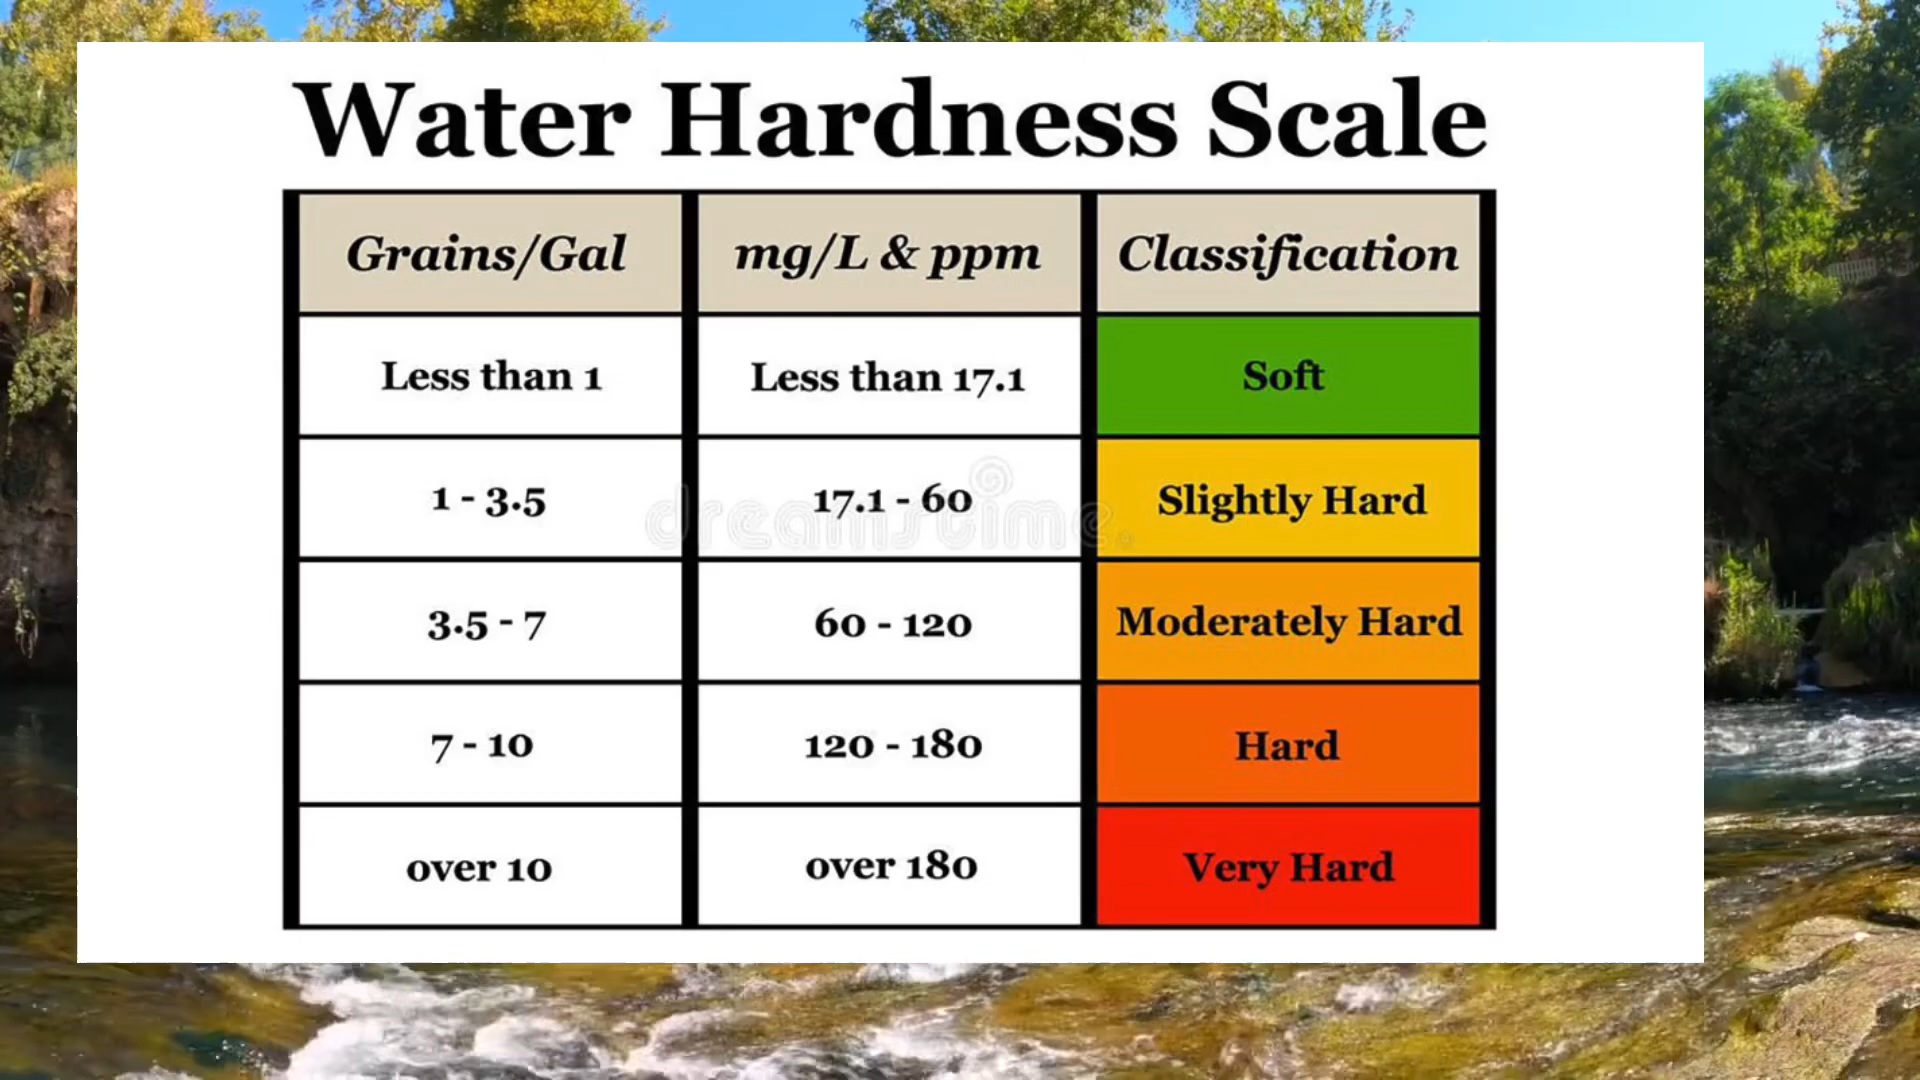 Water Hardness Scale
Grains/Gal mg/L & ppm Classification
Less than 1 Less than 17.1 Soft
1 - 3.5 17.1 - 60 Slightly Hard
dreamstime.
3.5 - 7 60 - 120 Moderately Hard
7 - 10 120 - 180 Hard
over 10 over 180 Very Hard